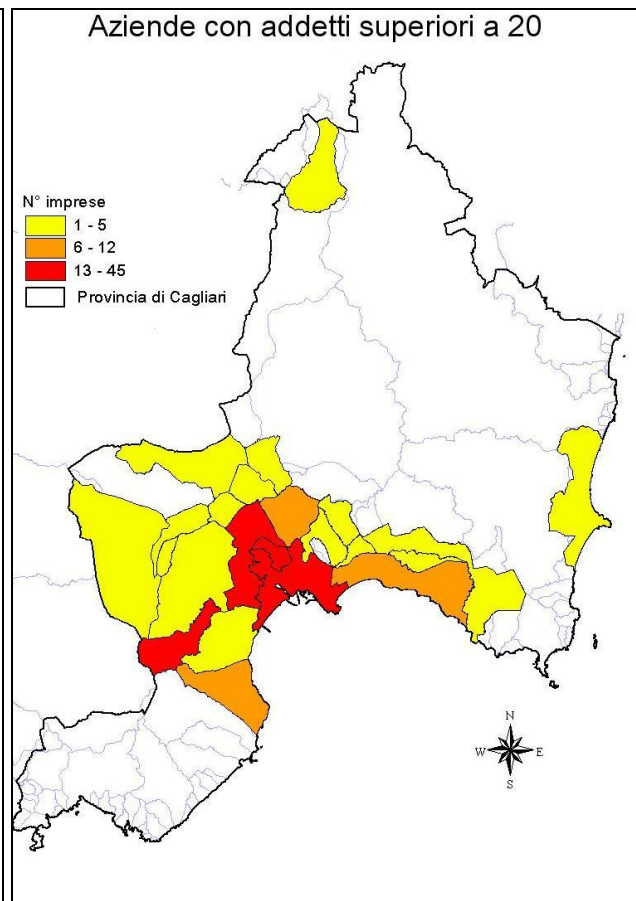 Aziende con addetti superiori a 20
N° imprese
1 - 5
6 - 12
13 - 45
Provincia di Cagliari
N
W E
S